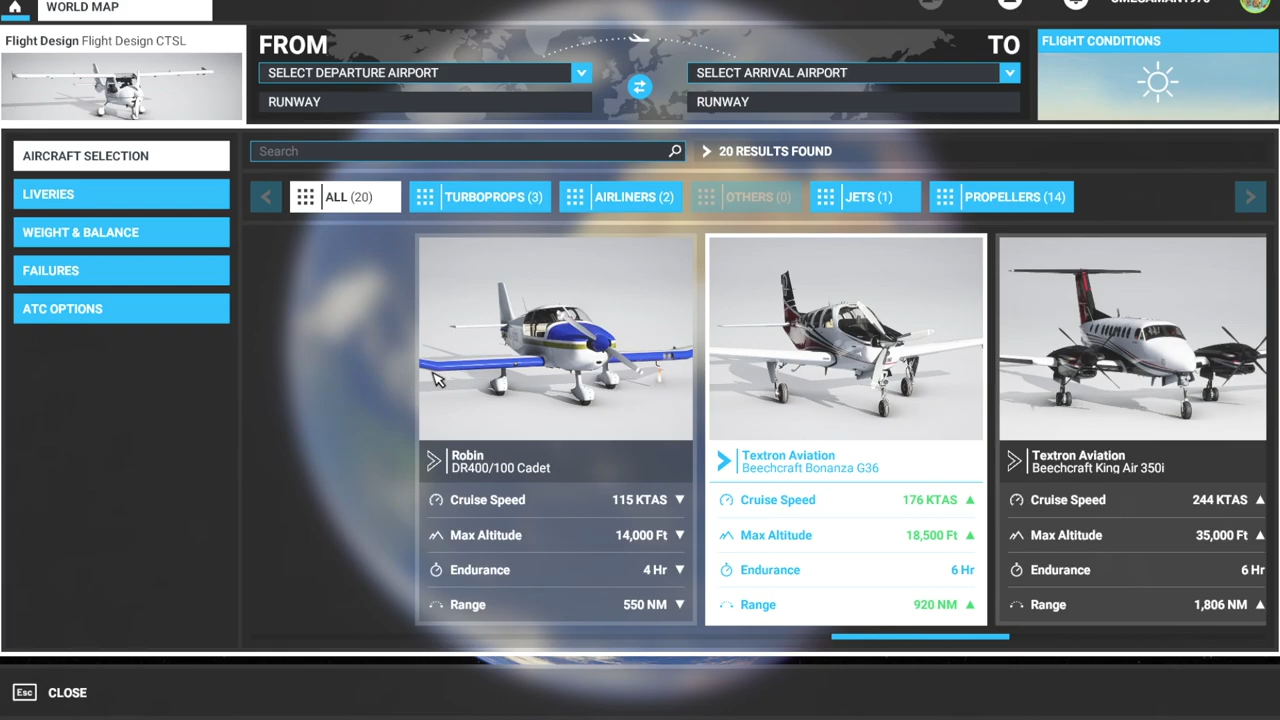 WORLD MAP
Flight Design Flight Design CTSL
FROM
TO
SELECT DEPARTURE AIRPORT
SELECT ARRIVAL AIRPORT
RUNWAY
RUNWAY
FLIGHT CONDITIONS
AIRCRAFT SELECTION
LIVERIES
WEIGHT & BALANCE
FAILURES
ATC OPTIONS
Search
20 RESULTS FOUND
ALL (20)
TURBOPROPS (3)
AIRLINERS (2)
OTHERS (0)
JETS (1)
PROPELLERS (14)
Robin
DR400/100 Cadet
Cruise Speed 115 KTAS
Max Altitude 14,000 Ft
Endurance 4 Hr
Range 550 NM
Textron Aviation
Beechcraft Bonanza G36
Cruise Speed 176 KTAS
Max Altitude 18,500 Ft
Endurance 6 Hr
Range 920 NM
Textron Aviation
Beechcraft King Air 350i
Cruise Speed 244 KTAS
Max Altitude 35,000 Ft
Endurance 6 Hr
Range 1,806 NM
Esc CLOSE